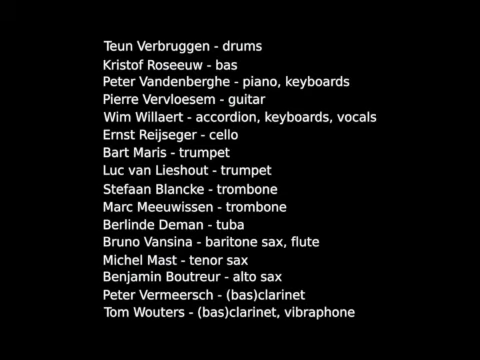 Teun Verbruggen - drums
Kristof Roseeuw - bas
Peter Vandenberghe - piano, keyboards
Pierre Vervloesem - guitar
Wim Willaert - accordion, keyboards, vocals
Ernst Reijseger - cello
Bart Maris - trumpet
Luc van Lieshout - trumpet
Stefaan Blancke - trombone
Marc Meeuwissen - trombone
Berlinde Deman - tuba
Bruno Vansina - baritone sax, flute
Michel Mast - tenor sax
Benjamin Boutreur - alto sax
Peter Vermeersch - (bas)clarinet
Tom Wouters - (bas)clarinet, vibraphone